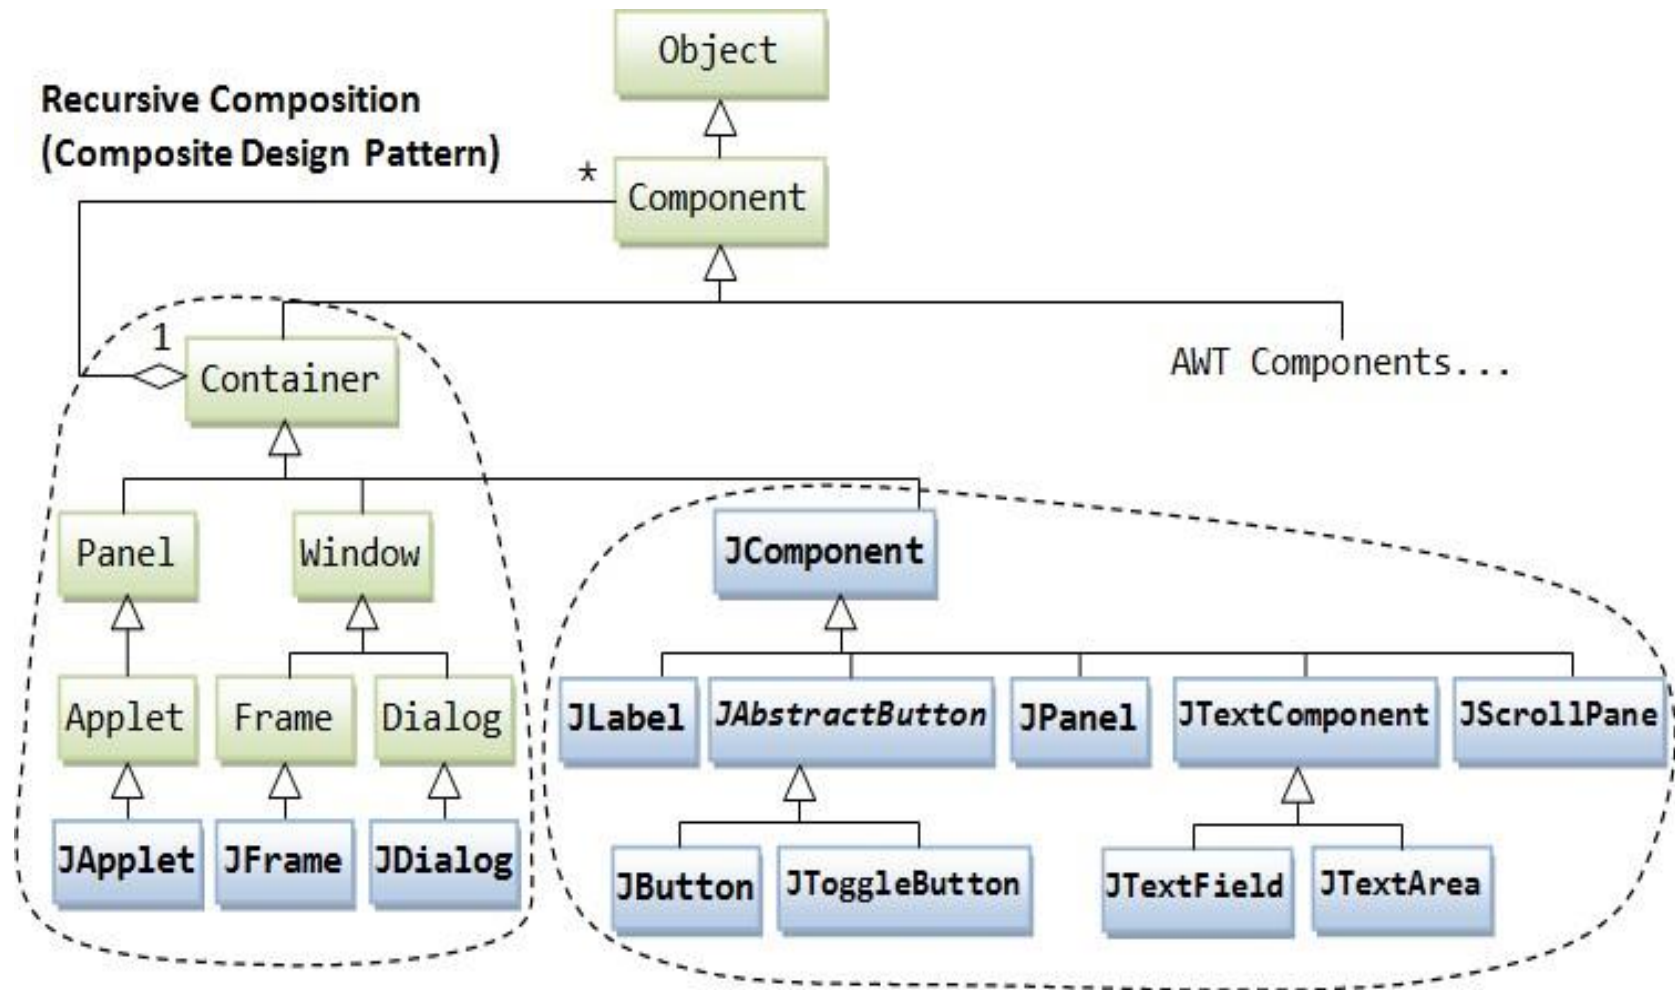 Object
Recursive Composition
(Composite Design Pattern)
*
Component
1
Container
AWT Components...
Panel
Window
JComponent
Applet
Frame
Dialog
JLabel
JAbstractButton
JPanel
JTextComponent
JScrollPane
JApplet
JFrame
JDialog
JButton
JToggleButton
JTextField
JTextArea